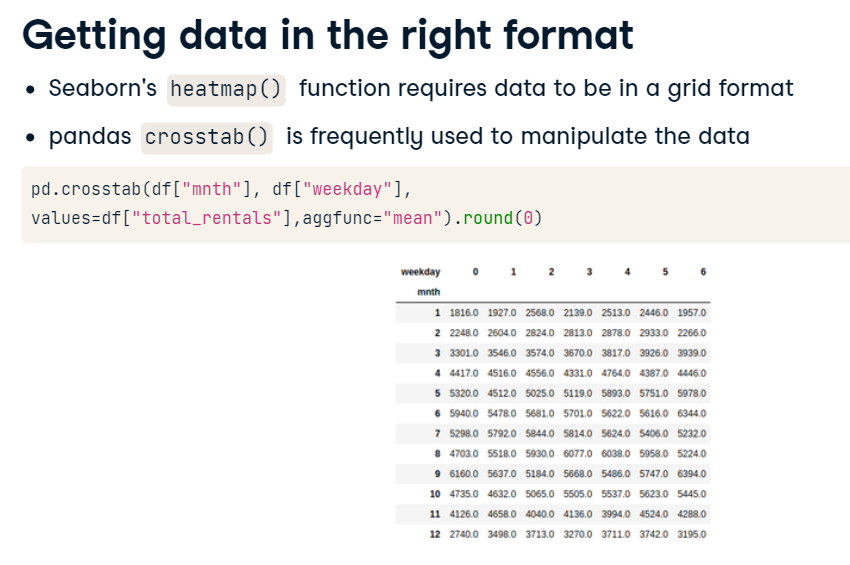 Getting data in the right format
• Seaborn's heatmap() function requires data to be in a grid format
• pandas crosstab() is frequently used to manipulate the data
pd.crosstab(df["mnth"], df["weekday"],
values=df["total_rentals"],aggfunc="mean").round(0)
weekday 0 1 2 3 4 5 6
mnth
1 1816.0 1927.0 2568.0 2139.0 2513.0 2446.0 1957.0
2 2248.0 2604.0 2824.0 2813.0 2878.0 2933.0 2266.0
3 3301.0 3546.0 3574.0 3670.0 3817.0 3926.0 3939.0
4 4417.0 4516.0 4556.0 4331.0 4764.0 4387.0 4446.0
5 5320.0 4512.0 5025.0 5119.0 5893.0 5751.0 5978.0
6 5940.0 5478.0 5681.0 5701.0 5622.0 5616.0 6344.0
7 5298.0 5792.0 5844.0 5814.0 5624.0 5406.0 5232.0
8 4703.0 5518.0 5930.0 6077.0 6038.0 5958.0 5224.0
9 6160.0 5637.0 5184.0 5668.0 5486.0 5747.0 6394.0
10 4735.0 4632.0 5065.0 5505.0 5537.0 5623.0 5445.0
11 4126.0 4658.0 4040.0 4136.0 3994.0 4524.0 4288.0
12 2740.0 3498.0 3713.0 3270.0 3711.0 3742.0 3195.0